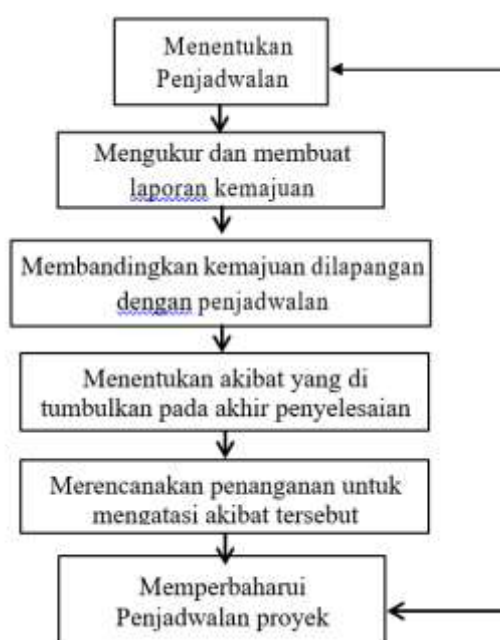 Menentukan
Penjadwalan
Mengukur dan membuat
laporan kemajuan
Membandingkan kemajuan dilapangan
dengan penjadwalan
Menentukan akibat yang di
tumbulkan pada akhir penyelesaian
Merencanakan penanganan untuk
mengatasi akibat tersebut
Memperbaharui
Penjadwalan proyek